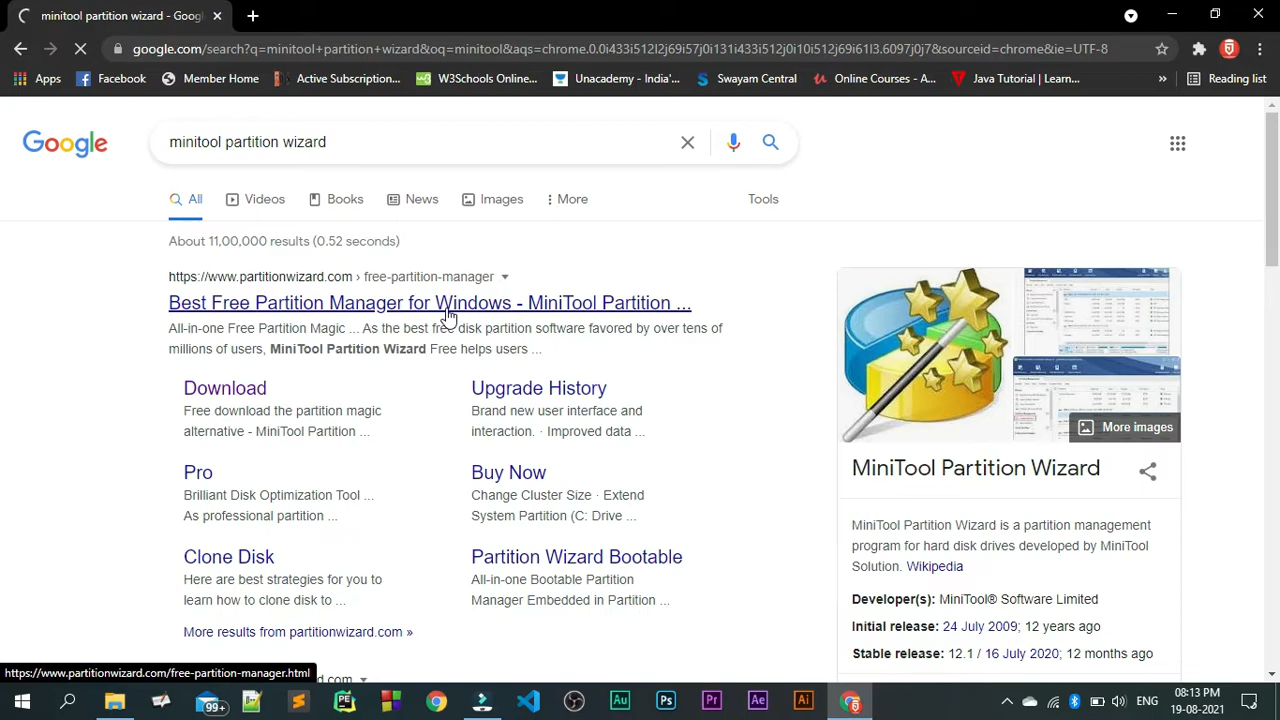 minitool partition wizard - Googl
google.com/search?q=minitool+partition+wizard&oq=minitool&aqs=chrome.0.0i433i512l2j69i57j0i131i433i512j0i10i512j69i61l3.6097j0j7&sourceid=chrome&ie=UTF-8
Apps Facebook Member Home Active Subscription... W3Schools Online... Unacademy - India'... Swayam Central Online Courses - A... Java Tutorial | Learn... » Reading list
Google
minitool partition wizard
All Videos Books News Images More Tools
About 11,00,000 results (0.52 seconds)
https://www.partitionwizard.com › free-partition-manager
Best Free Partition Manager for Windows - MiniTool Partition ...
All-in-one Free Partition Magic ... As the best free disk partition software favored by over tens of
millions of users, MiniTool Partition Wizard Free helps users ...
Download
Free download the partition magic
alternative - MiniTool Partition ...
Upgrade History
Brand new user interface and
interaction. · Improved data ...
Pro
Brilliant Disk Optimization Tool ...
As professional partition ...
Buy Now
Change Cluster Size · Extend
System Partition (C: Drive ...
Clone Disk
Here are best strategies for you to
learn how to clone disk to ...
Partition Wizard Bootable
All-in-one Bootable Partition
Manager Embedded in Partition ...
More results from partitionwizard.com »
More images
MiniTool Partition Wizard
MiniTool Partition Wizard is a partition management
program for hard disk drives developed by MiniTool
Solution. Wikipedia
Developer(s): MiniTool® Software Limited
Initial release: 24 July 2009; 12 years ago
Stable release: 12.1 / 16 July 2020; 12 months ago
https://www.partitionwizard.com/free-partition-manager.html
d.com
99+
Au Ps Pr Ae Ai
ENG
08:13 PM
19-08-2021